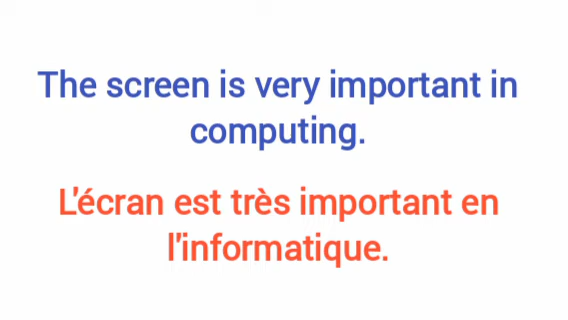 The screen is very important in
computing.
L'écran est très important en
l'informatique.